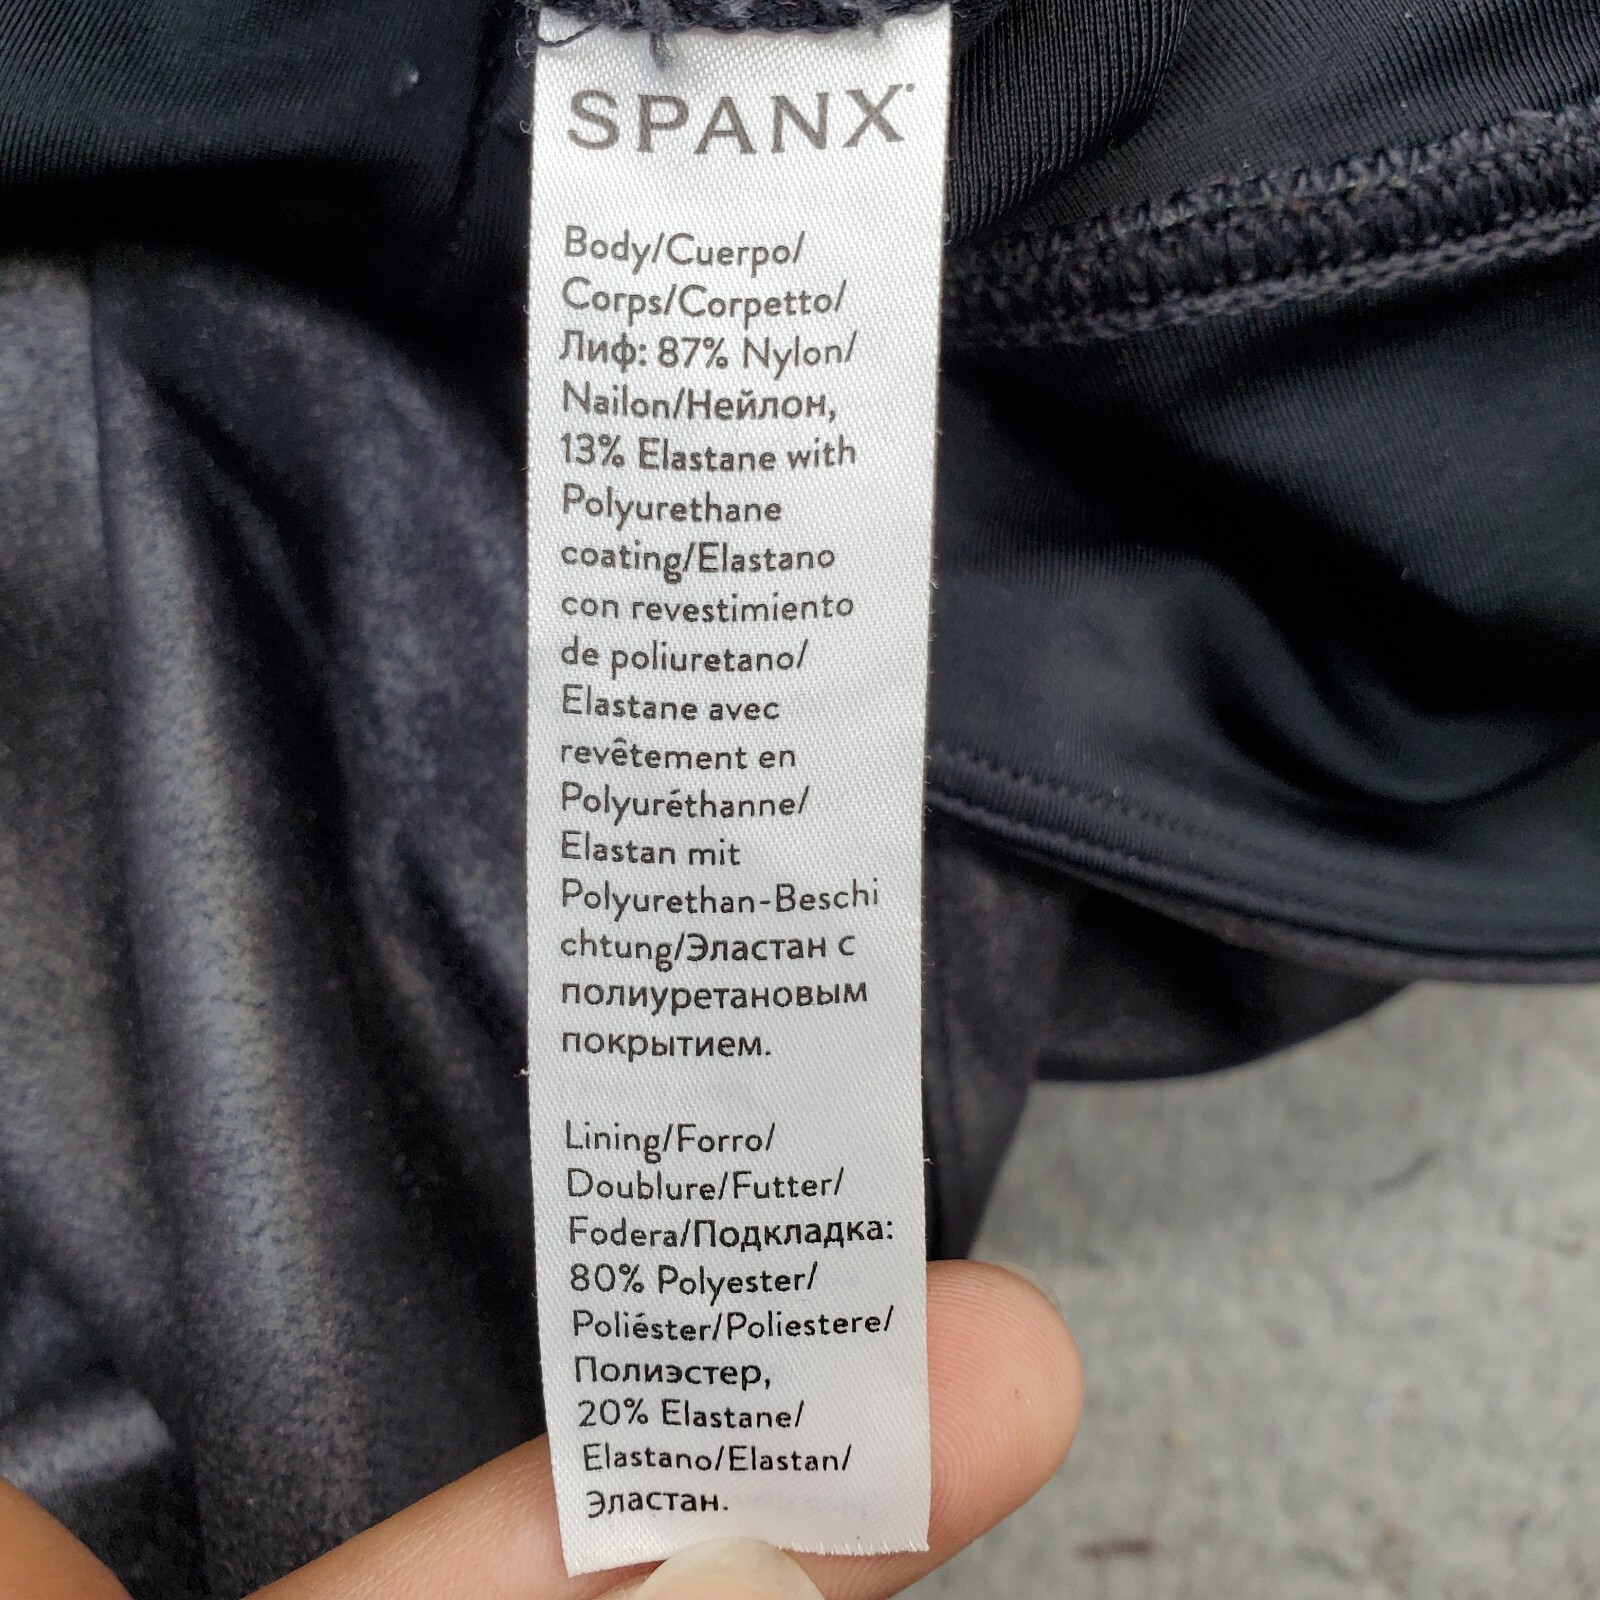 SPANX
Body/Cuerpo/
Corps/Corpetto/
Лиф: 87% Nylon/
Nailon/Нейлон,
13% Elastane with
Polyurethane
coating/Elastano
con revestimiento
de poliuretano/
Elastane avec
revêtement en
Polyuréthanne/
Elastan mit
Polyurethan-Beschi
chtung/Эластан с
полиуретановым
покрытием.
Lining/Forro/
Doublure/Futter/
Fodera/Подкладка:
80% Polyester/
Poliéster/Poliestere/
Полиэстер,
20% Elastane/
Elastano/Elastan/
Эластан.